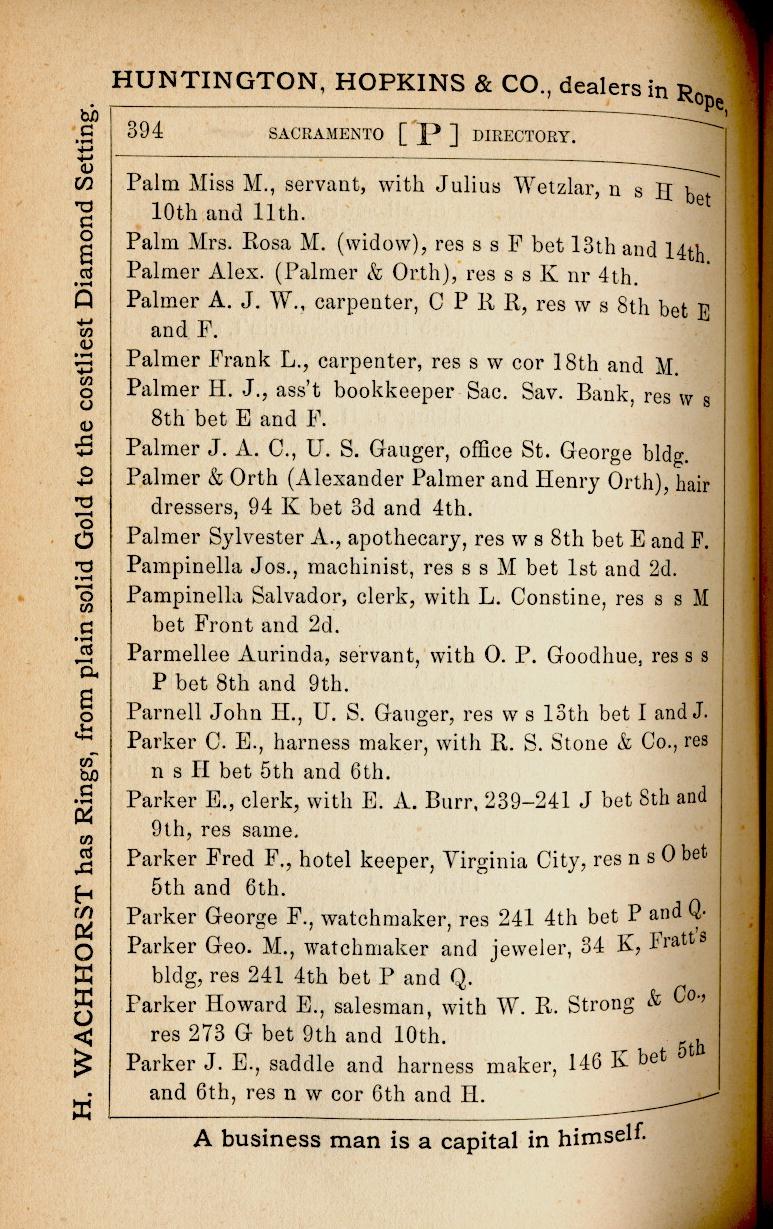 HUNTINGTON, HOPKINS & CO., dealers in Rope,
394 SACRAMENTO [P] DIRECTORY.
Palm Miss M., servant, with Julius Wetzlar, n s H bet
10th and 11th.
Palm Mrs. Rosa M. (widow), res s s F bet 13th and 14th.
Palmer Alex. (Palmer & Orth), res s s K nr 4th.
Palmer A. J. W., carpenter, C P R R, res w s 8th bet E
and F.
Palmer Frank L., carpenter, res s w cor 18th and M.
Palmer H. J., ass't bookkeeper Sac. Sav. Bank, res w s
8th bet E and F.
Palmer J. A. C., U. S. Gauger, office St. George bldg.
Palmer & Orth (Alexander Palmer and Henry Orth), hair
dressers, 94 K bet 3d and 4th.
Palmer Sylvester A., apothecary, res w s 8th bet E and F.
Pampinella Jos., machinist, res s s M bet 1st and 2d.
Pampinella Salvador, clerk, with L. Constine, res s s M
bet Front and 2d.
Parmellee Aurinda, servant, with O. P. Goodhue, res s s
P bet 8th and 9th.
Parnell John H., U. S. Gauger, res w s 13th bet I and J.
Parker C. E., harness maker, with R. S. Stone & Co., res
n s H bet 5th and 6th.
Parker E., clerk, with E. A. Burr, 239–241 J bet 8th and
9th, res same.
Parker Fred F., hotel keeper, Virginia City, res n s O bet
5th and 6th.
Parker George F., watchmaker, res 241 4th bet P and Q.
Parker Geo. M., watchmaker and jeweler, 34 K, Fratt's
bldg, res 241 4th bet P and Q.
Parker Howard E., salesman, with W. R. Strong & Co.,
res 273 G bet 9th and 10th.
Parker J. E., saddle and harness maker, 146 K bet 5th
and 6th, res n w cor 6th and H.
A business man is a capital in himself.
H. WACHHORST has Rings, from plain solid Gold to the costliest Diamond Setting.